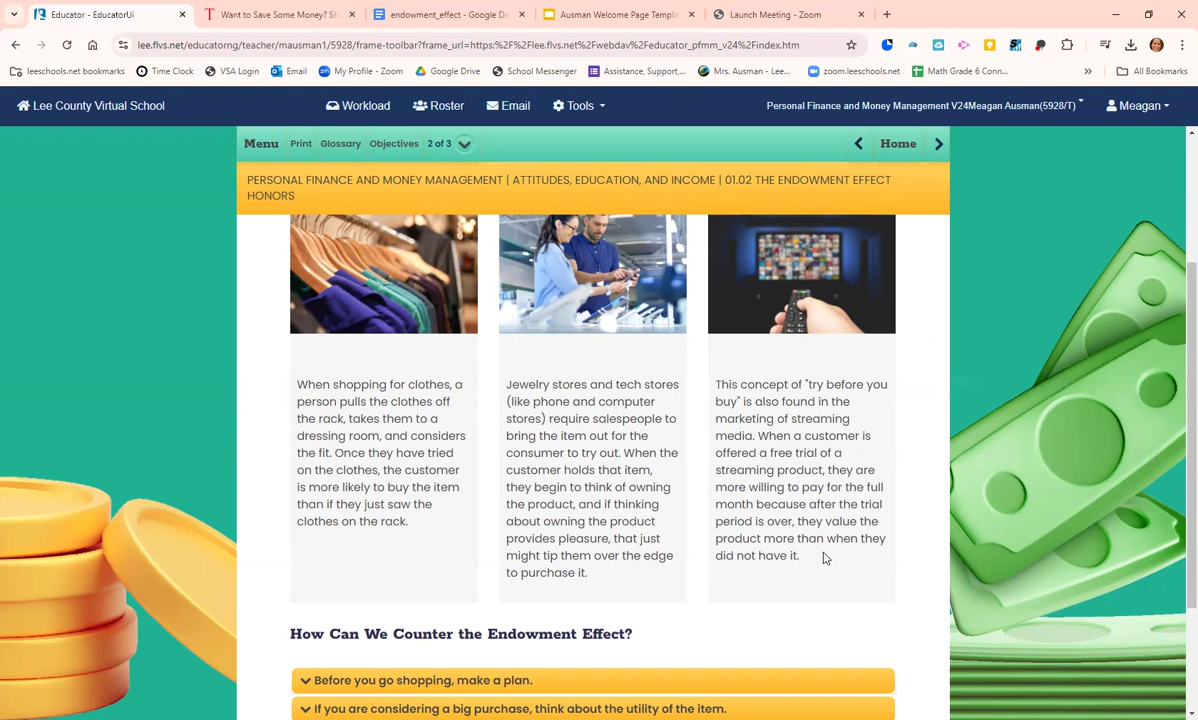 Educator - EducatorUi
Want to Save Some Money? Sh
endowment_effect - Google Do
Ausman Welcome Page Templ
Launch Meeting - Zoom
lee.flvs.net/educatorng/teacher/mausman1/5928/frame-toolbar?frame_url=https:%2F%2Flee.flvs.net%2Fwebdav%2Feducator_pfmm_v24%2Findex.htm
leeschools.net bookmarks
Time Clock
VSA Login
Email
My Profile - Zoom
Google Drive
School Messenger
Assistance, Support,...
Mrs. Ausman - Lee...
zoom.leeschools.net
Math Grade 6 Conn...
All Bookmarks
Lee County Virtual School
Workload
Roster
Email
Tools
Personal Finance and Money Management V24Meagan Ausman(5928/T)
Meagan
Menu
Print
Glossary
Objectives
2 of 3
Home
PERSONAL FINANCE AND MONEY MANAGEMENT | ATTITUDES, EDUCATION, AND INCOME | 01.02 THE ENDOWMENT EFFECT
HONORS
When shopping for clothes, a
person pulls the clothes off
the rack, takes them to a
dressing room, and considers
the fit. Once they have tried
on the clothes, the customer
is more likely to buy the item
than if they just saw the
clothes on the rack.
Jewelry stores and tech stores
(like phone and computer
stores) require salespeople to
bring the item out for the
consumer to try out. When the
customer holds that item,
they begin to think of owning
the product, and if thinking
about owning the product
provides pleasure, that just
might tip them over the edge
to purchase it.
This concept of "try before you
buy" is also found in the
marketing of streaming
media. When a customer is
offered a free trial of a
streaming product, they are
more willing to pay for the full
month because after the trial
period is over, they value the
product more than when they
did not have it.
How Can We Counter the Endowment Effect?
Before you go shopping, make a plan.
If you are considering a big purchase, think about the utility of the item.